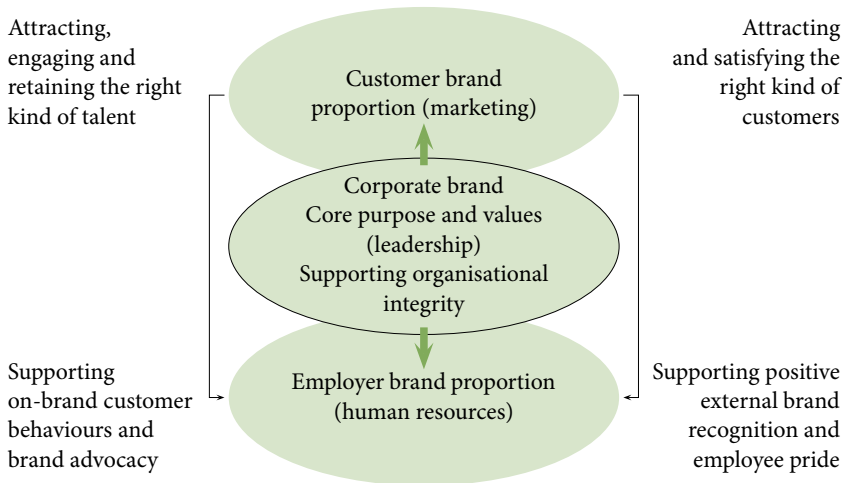 Attracting,
engaging and
retaining the right
kind of talent
Attracting
and satisfying the
right kind of
customers
Customer brand
proportion (marketing)
Corporate brand
Core purpose and values
(leadership)
Supporting organisational
integrity
Employer brand proportion
(human resources)
Supporting
on-brand customer
behaviours and
brand advocacy
Supporting positive
external brand
recognition and
employee pride